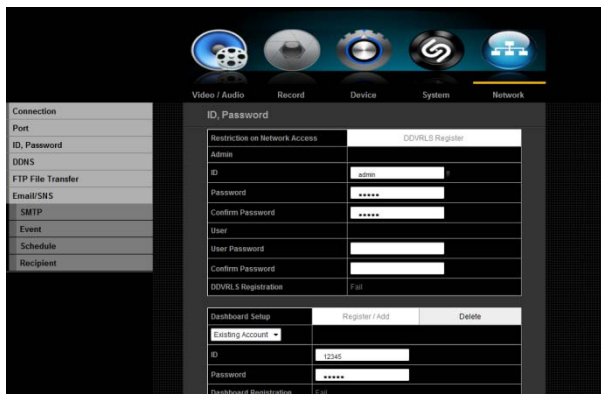 Video / Audio Record Device System Network
Connection
Port
ID, Password
DDNS
FTP File Transfer
Email/SNS
SMTP
Event
Schedule
Recipient
ID, Password
Restriction on Network Access DDVRLS Register
Admin
ID admin
Password •••••
Confirm Password •••••
User
User Password
Confirm Password
DDVRLS Registration Fail
Dashboard Setup Register / Add Delete
Existing Account
ID 12345
Password •••••
Dashboard Registration Fail